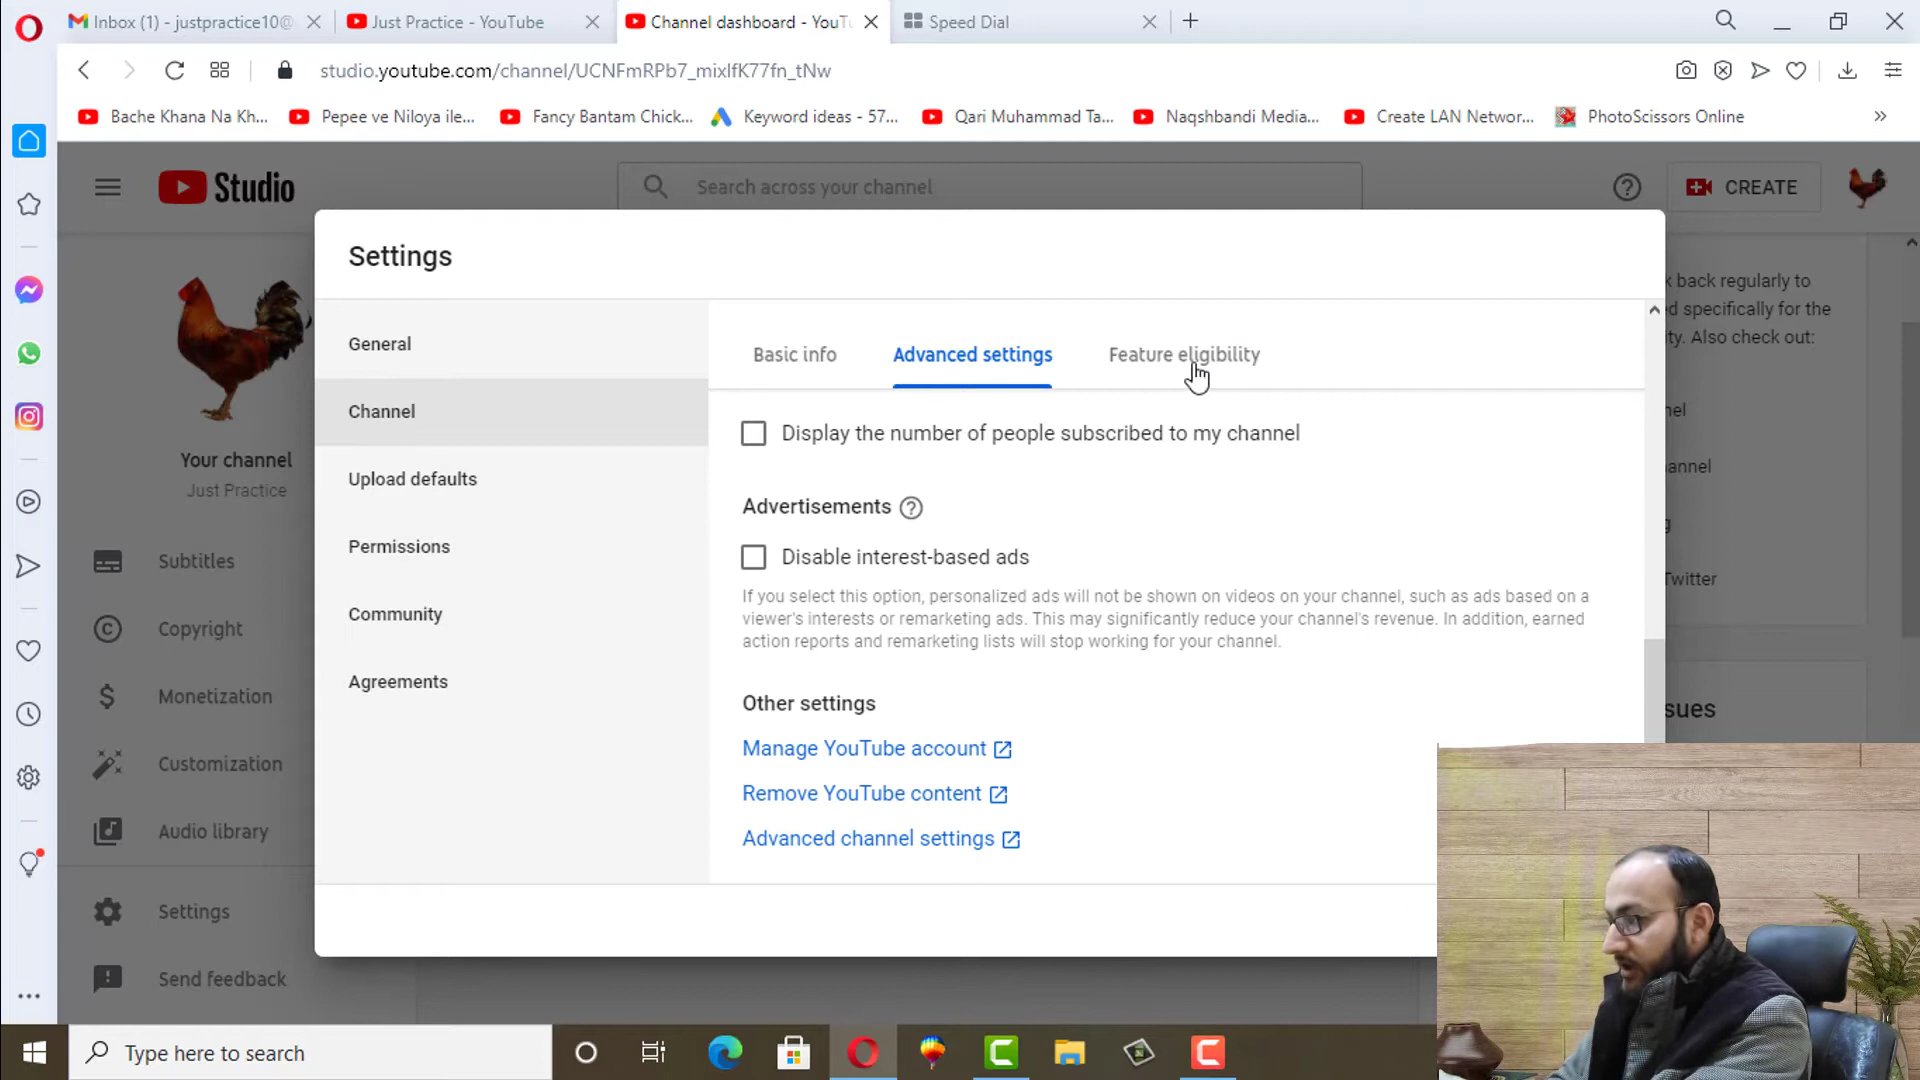 Inbox (1) - justpractice10@
Just Practice - YouTube
Channel dashboard - YouTu
Speed Dial
studio.youtube.com/channel/UCNFmRPb7_mixlfK77fn_tNw
Bache Khana Na Kh...
Pepee ve Niloya ile...
Fancy Bantam Chick...
Keyword ideas - 57...
Qari Muhammad Ta...
Naqshbandi Media...
Create LAN Networ...
PhotoScissors Online
Studio
Search across your channel
CREATE
Settings
k back regularly to
General
Basic info
Advanced settings
Feature eligibility
d specifically for the
ity. Also check out:
Channel
Display the number of people subscribed to my channel
nel
Your channel
Just Practice
Upload defaults
Advertisements
annel
Permissions
Disable interest-based ads
Subtitles
If you select this option, personalized ads will not be shown on videos on your channel, such as ads based on a
viewer's interests or remarketing ads. This may significantly reduce your channel's revenue. In addition, earned
action reports and remarketing lists will stop working for your channel.
g
Twitter
Copyright
Community
Monetization
Agreements
Other settings
sues
Customization
Manage YouTube account
Remove YouTube content
Audio library
Advanced channel settings
Settings
Send feedback
Type here to search